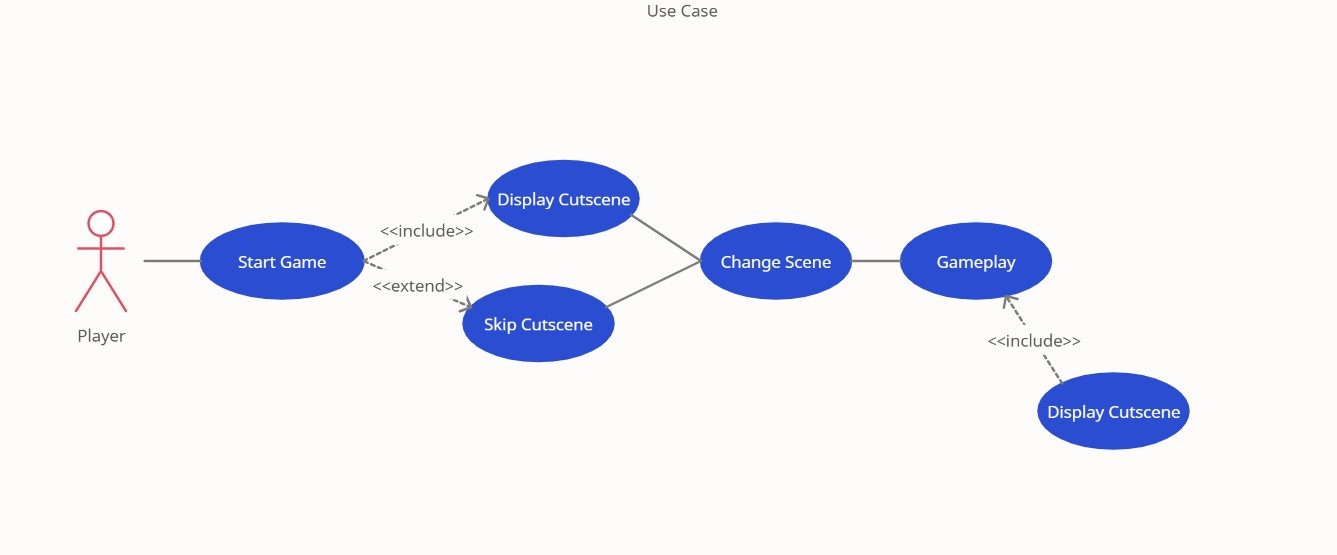 Use Case
Display Cutscene
<<include>>
Start Game
Change Scene
Gameplay
<<extend>>
Skip Cutscene
Player
<<include>>
Display Cutscene